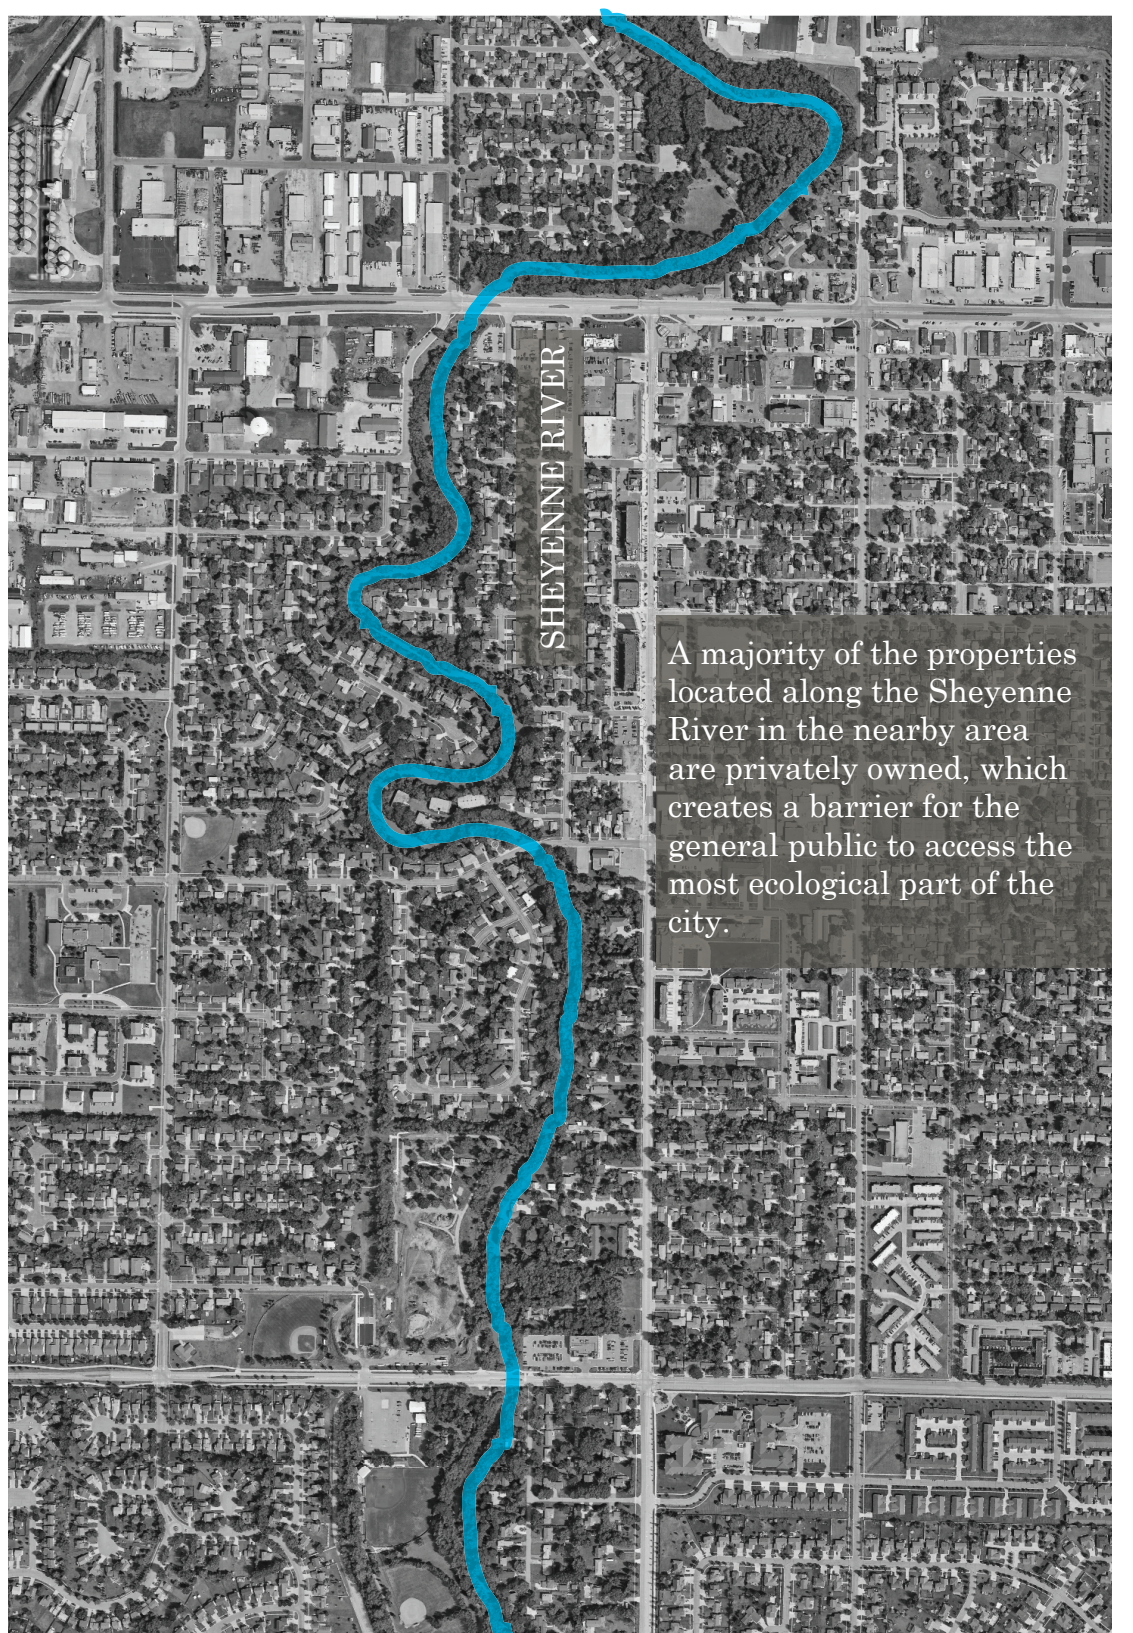 SHEYENNE RIVER
A majority of the properties
located along the Sheyenne
River in the nearby area
are privately owned, which
creates a barrier for the
general public to access the
most ecological part of the
city.